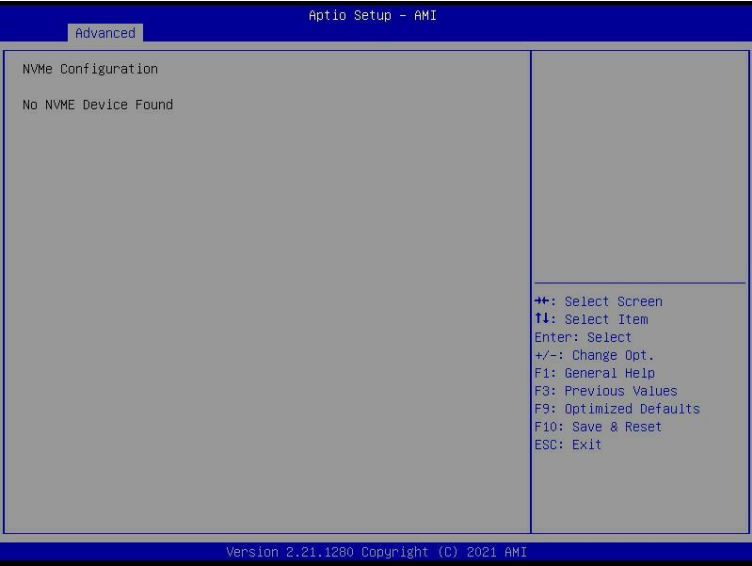 Aptio Setup - AMI
Advanced
NVMe Configuration
No NVME Device Found
→←: Select Screen
↑↓: Select Item
Enter: Select
+/-: Change Opt.
F1: General Help
F3: Previous Values
F9: Optimized Defaults
F10: Save & Reset
ESC: Exit
Version 2.21.1280 Copyright (C) 2021 AMI